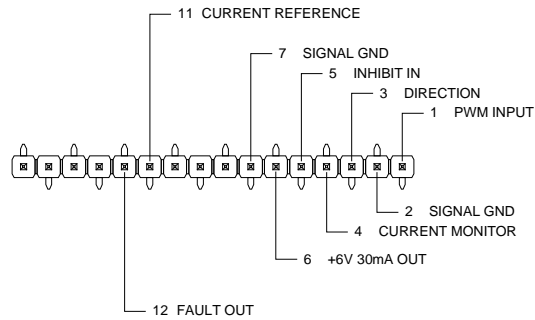 11 CURRENT REFERENCE
7 SIGNAL GND
5 INHIBIT IN
3 DIRECTION
1 PWM INPUT
2 SIGNAL GND
4 CURRENT MONITOR
6 +6V 30mA OUT
12 FAULT OUT